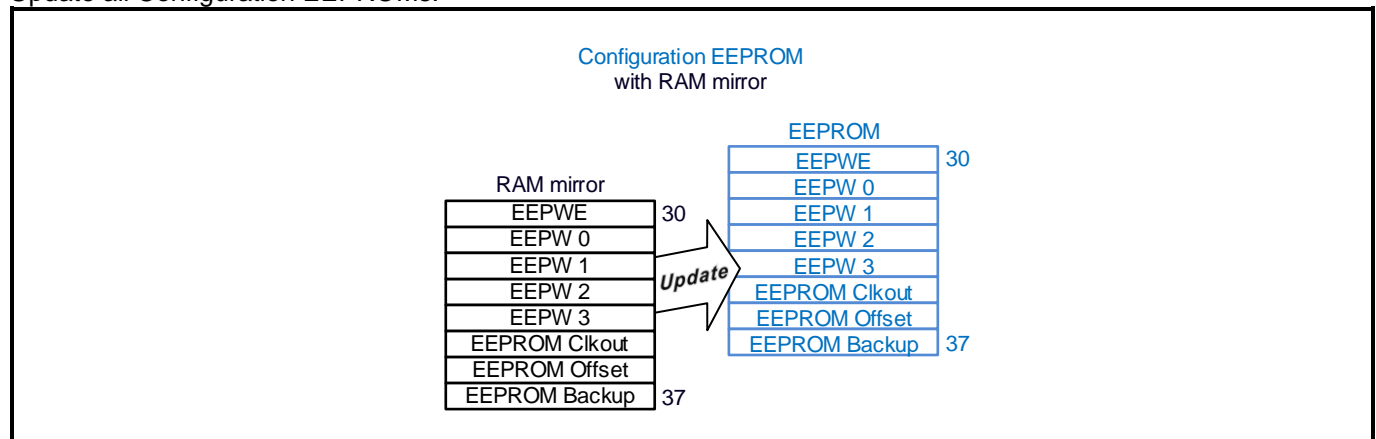 Update all Configuration EEPROMs.
Configuration EEPROM
with RAM mirror
EEPROM
EEPWE 30
EEPW 0
EEPW 1
EEPW 2
EEPW 3
EEPROM Clkout
EEPROM Offset
EEPROM Backup 37
RAM mirror
EEPWE 30
EEPW 0
EEPW 1
EEPW 2
EEPW 3
EEPROM Clkout
EEPROM Offset
EEPROM Backup 37
Update